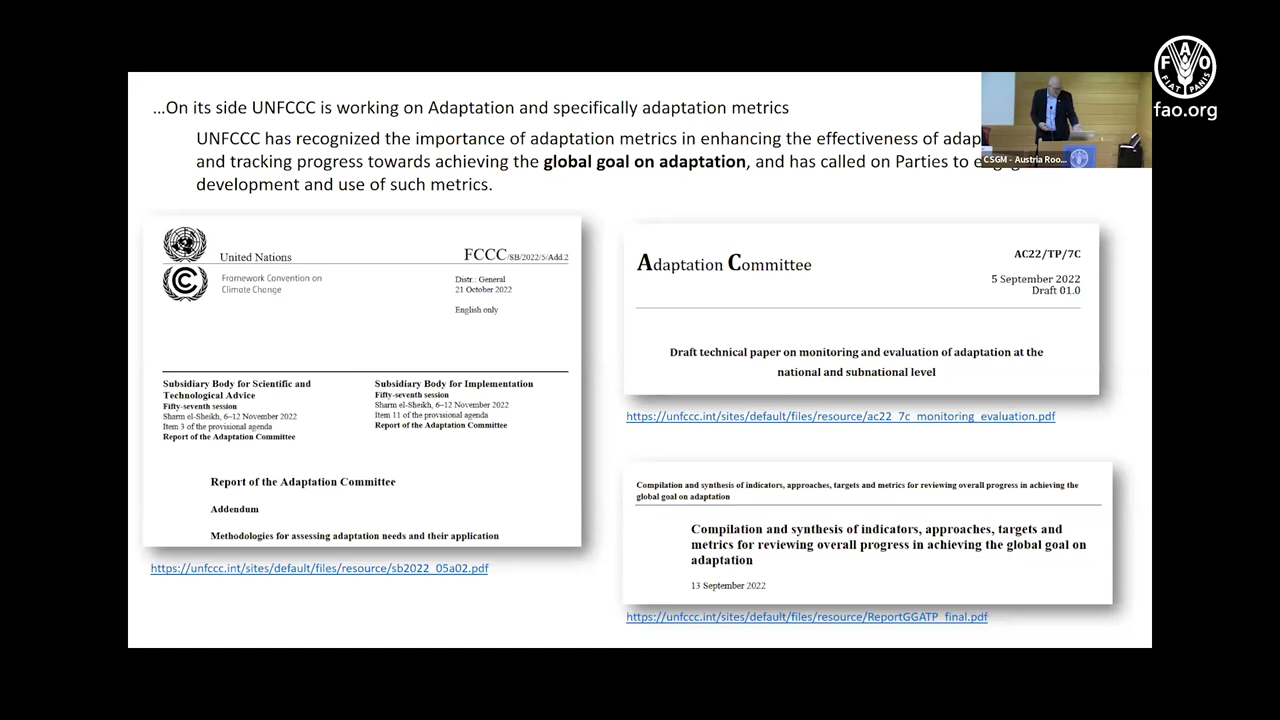 …On its side UNFCCC is working on Adaptation and specifically adaptation metrics
UNFCCC has recognized the importance of adaptation metrics in enhancing the effectiveness of
and tracking progress towards achieving the global goal on adaptation, and has called on Parties to
development and use of such metrics.
FAO
FIAT PANIS
fao.org
CSGM - Austria Roo...
United Nations
FCCC/SB/2022/5/Add.2
Framework Convention on
Climate Change
Distr.: General
21 October 2022
English only
Subsidiary Body for Scientific and
Technological Advice
Fifty-seventh session
Sharm el-Sheikh, 6–12 November 2022
Item 3 of the provisional agenda
Report of the Adaptation Committee
Subsidiary Body for Implementation
Fifty-seventh session
Sharm el-Sheikh, 6–12 November 2022
Item 11 of the provisional agenda
Report of the Adaptation Committee
Report of the Adaptation Committee
Addendum
Methodologies for assessing adaptation needs and their application
https://unfccc.int/sites/default/files/resource/sb2022_05a02.pdf
Adaptation Committee
AC22/TP/7C
5 September 2022
Draft 01.0
Draft technical paper on monitoring and evaluation of adaptation at the
national and subnational level
https://unfccc.int/sites/default/files/resource/ac22_7c_monitoring_evaluation.pdf
Compilation and synthesis of indicators, approaches, targets and metrics for reviewing overall progress in achieving the
global goal on adaptation
Compilation and synthesis of indicators, approaches, targets and
metrics for reviewing overall progress in achieving the global goal on
adaptation
13 September 2022
https://unfccc.int/sites/default/files/resource/ReportGGATP_final.pdf